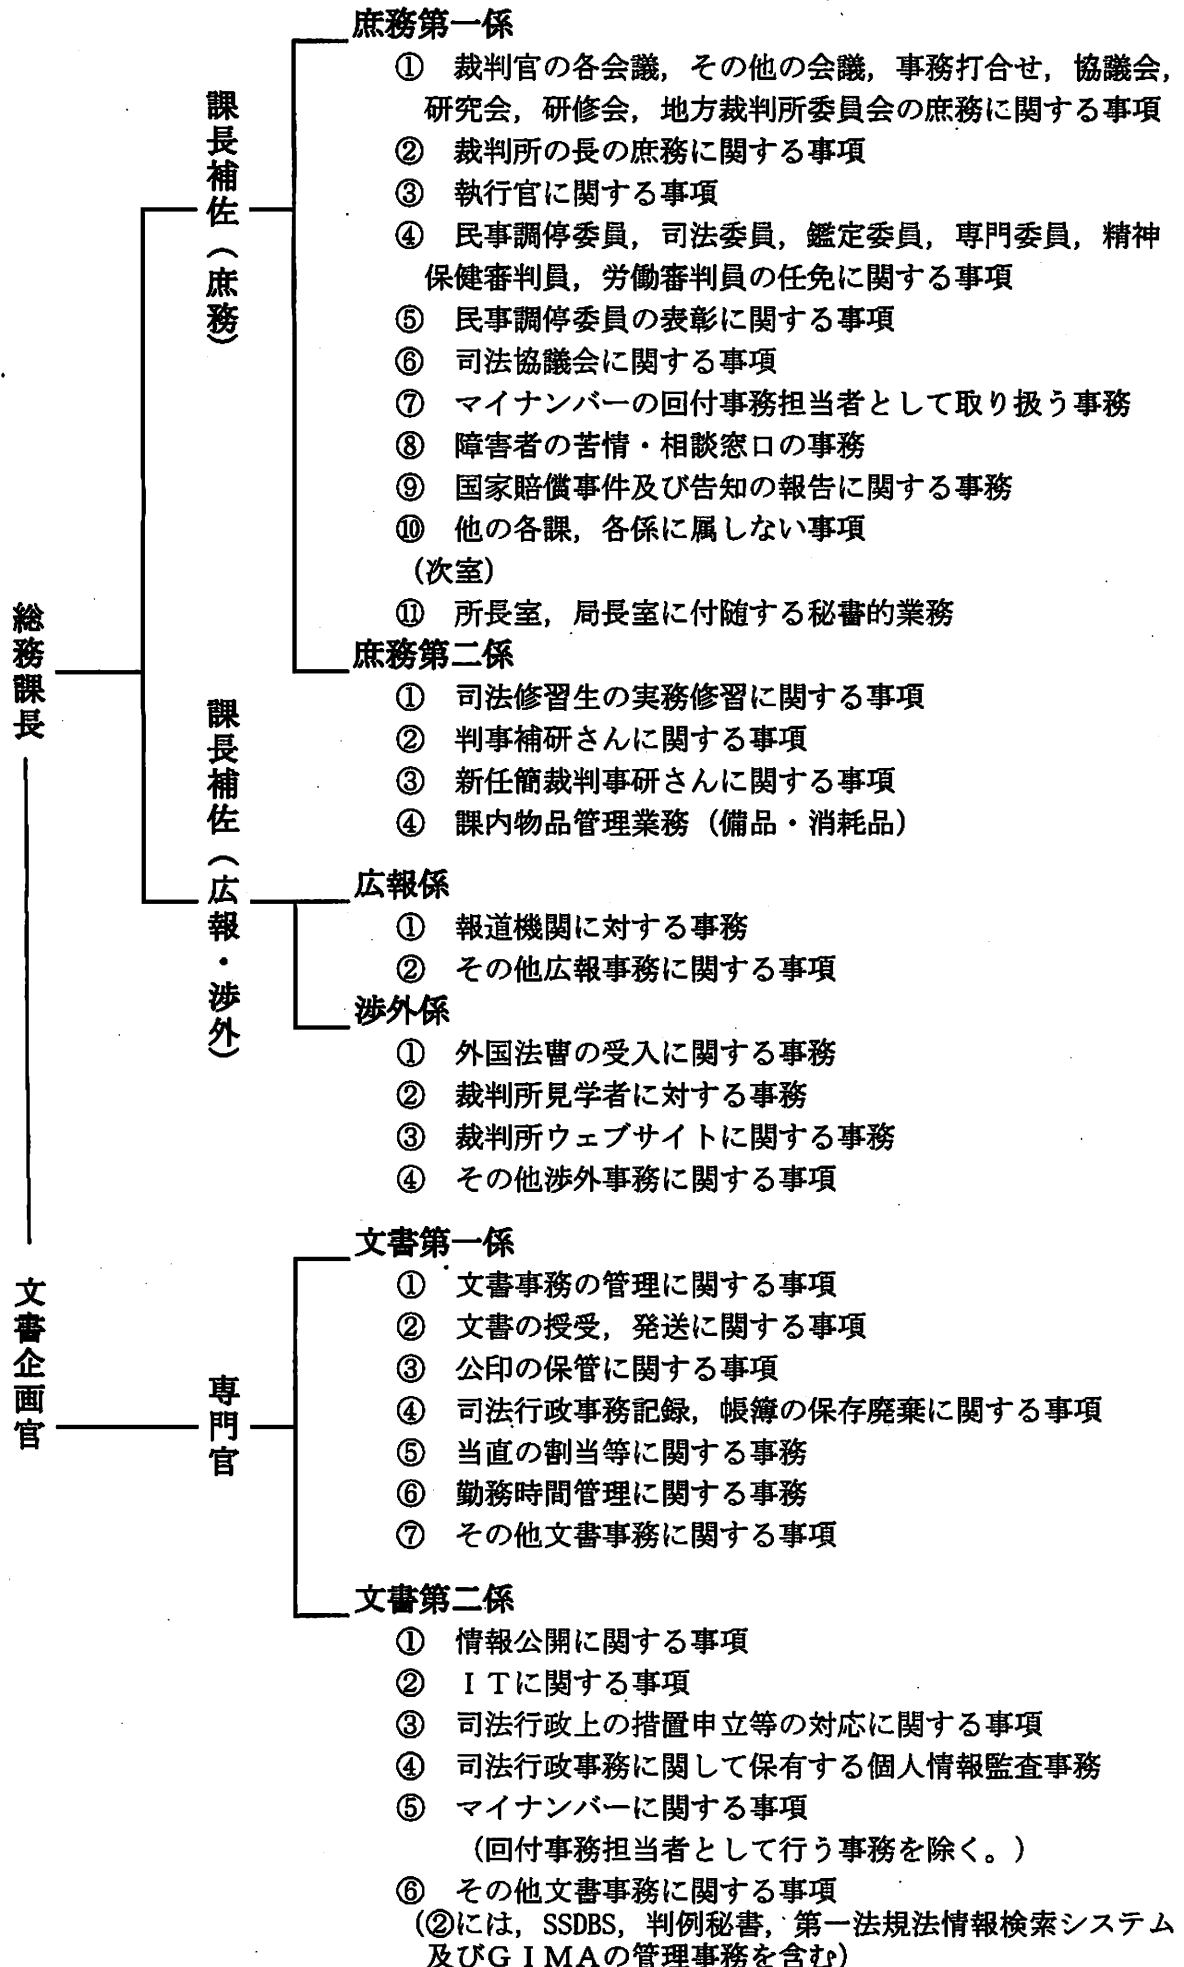 総務課長
課長補佐（庶務）
庶務第一係
① 裁判官の各会議，その他の会議，事務打合せ，協議会，
研究会，研修会，地方裁判所委員会の庶務に関する事項
② 裁判所の長の庶務に関する事項
③ 執行官に関する事項
④ 民事調停委員，司法委員，鑑定委員，専門委員，精神
保健審判員，労働審判員の任免に関する事項
⑤ 民事調停委員の表彰に関する事項
⑥ 司法協議会に関する事項
⑦ マイナンバーの回付事務担当者として取り扱う事務
⑧ 障害者の苦情・相談窓口の事務
⑨ 国家賠償事件及び告知の報告に関する事務
⑩ 他の各課，各係に属しない事項
（次室）
⑪ 所長室，局長室に付随する秘書的業務
庶務第二係
① 司法修習生の実務修習に関する事項
② 判事補研さんに関する事項
③ 新任簡裁判事研さんに関する事項
④ 課内物品管理業務（備品・消耗品）
課長補佐（広報・渉外）
広報係
① 報道機関に対する事務
② その他広報事務に関する事項
渉外係
① 外国法曹の受入に関する事務
② 裁判所見学者に対する事務
③ 裁判所ウェブサイトに関する事務
④ その他渉外事務に関する事項
文書企画官
専門官
文書第一係
① 文書事務の管理に関する事項
② 文書の授受，発送に関する事項
③ 公印の保管に関する事項
④ 司法行政事務記録，帳簿の保存廃棄に関する事項
⑤ 当直の割当等に関する事務
⑥ 勤務時間管理に関する事務
⑦ その他文書事務に関する事項
文書第二係
① 情報公開に関する事項
② ＩＴに関する事項
③ 司法行政上の措置申立等の対応に関する事項
④ 司法行政事務に関して保有する個人情報監査事務
⑤ マイナンバーに関する事項
（回付事務担当者として行う事務を除く。）
⑥ その他文書事務に関する事項
（②には，SSDBS，判例秘書，第一法規法情報検索システム
及びＧＩＭＡの管理事務を含む）